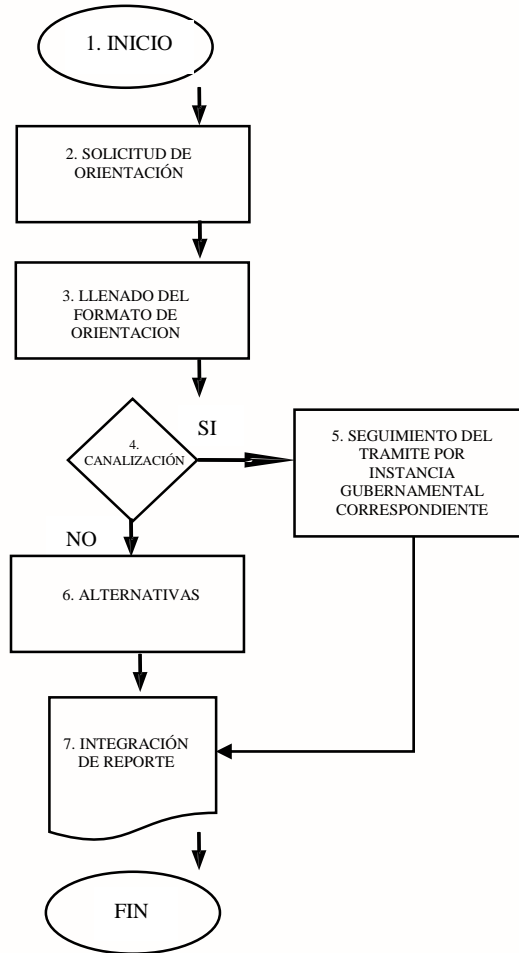 1. INICIO
2. SOLICITUD DE
ORIENTACIÓN
3. LLENADO DEL
FORMATO DE
ORIENTACION
4.
CANALIZACIÓN
SI
5. SEGUIMIENTO DEL
TRAMITE POR
INSTANCIA
GUBERNAMENTAL
CORRESPONDIENTE
NO
6. ALTERNATIVAS
7. INTEGRACIÓN
DE REPORTE
FIN